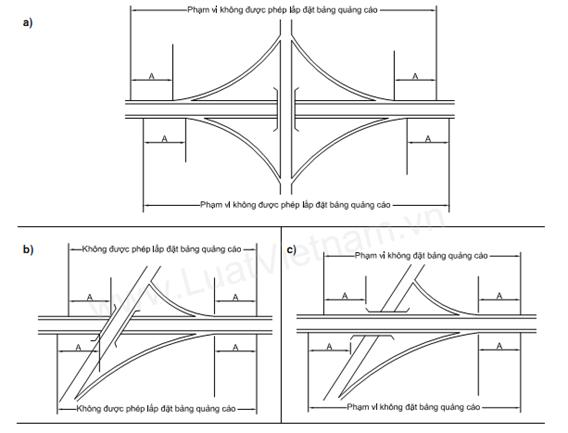 a)
Phạm vi không được phép lắp đặt bảng quảng cáo
A A
A A
Phạm vi không được phép lắp đặt bảng quảng cáo
b)
Không được phép lắp đặt bảng quảng cáo
A A
A A
Không được phép lắp đặt bảng quảng cáo
c)
Phạm vi không đặt bảng quảng cáo
A A
A A
Phạm vi không đặt bảng quảng cáo
www.LuatVietnam.vn